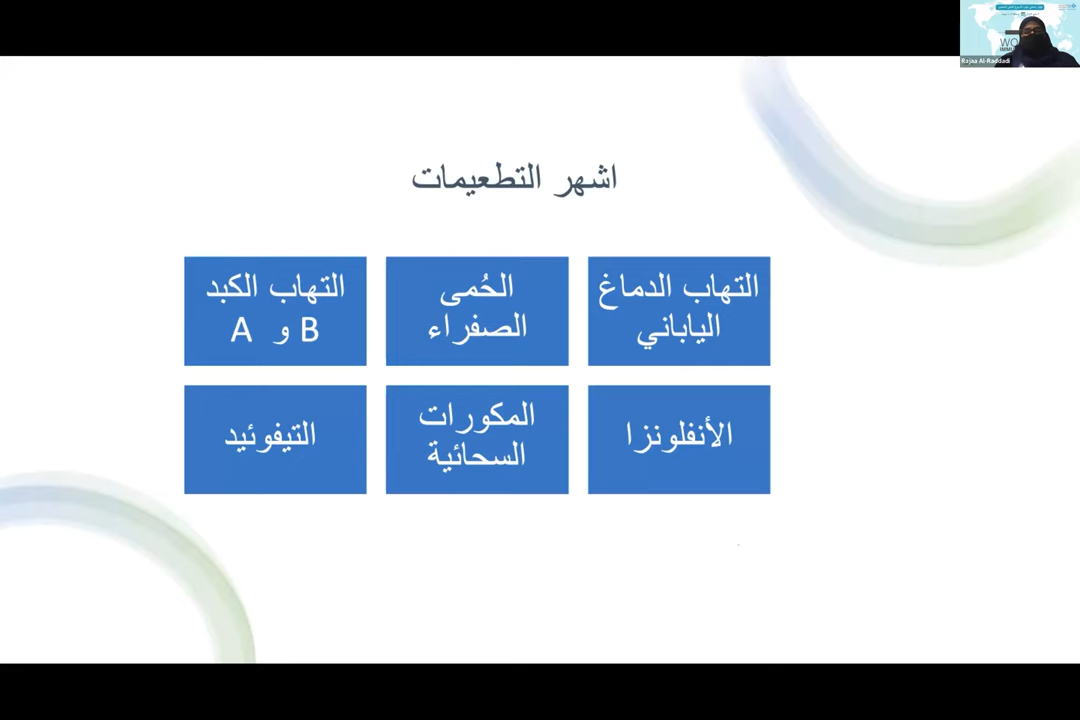 اشهر التطعيمات
التهاب الدماغ
الياباني
الحُمى
الصفراء
التهاب الكبد
A و B
الأنفلونزا
المكورات
السحائية
التيفوئيد
Rajaa Al-Raddadi